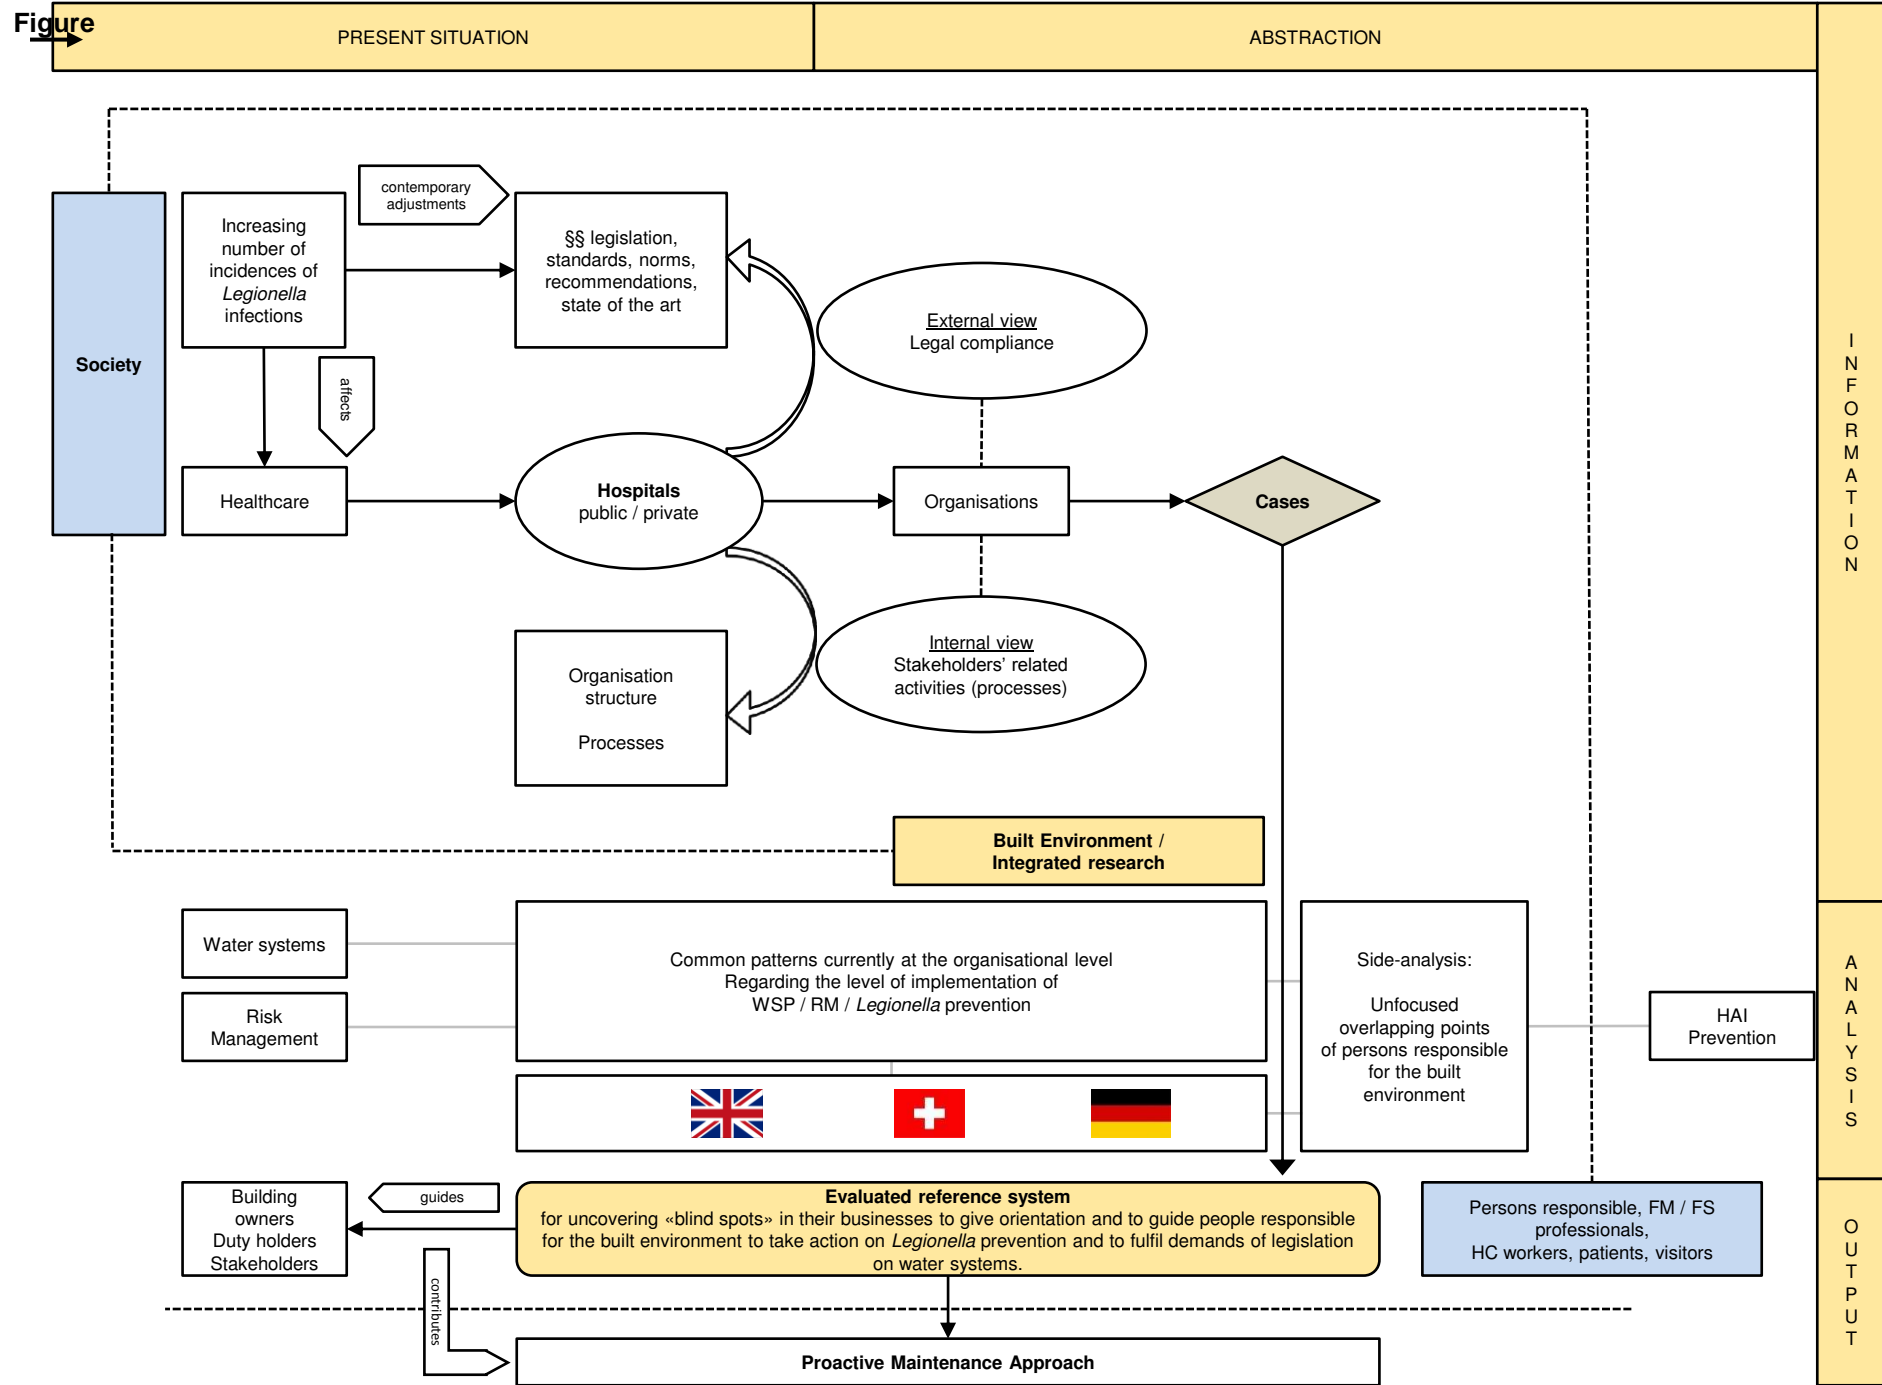 Figure
PRESENT SITUATION
ABSTRACTION
contemporary
adjustments
Increasing
number of
incidences of
Legionella
infections
§§ legislation,
standards, norms,
recommendations,
state of the art
External view
Legal compliance
Society
affects
Healthcare
Hospitals
public / private
Organisations
Cases
Internal view
Stakeholders’ related
activities (processes)
Organisation
structure
Processes
INFORMATION
Built Environment /
Integrated research
Water systems
Risk
Management
Common patterns currently at the organisational level
Regarding the level of implementation of
WSP / RM / Legionella prevention
Side-analysis:
Unfocused
overlapping points
of persons responsible
for the built
environment
HAI
Prevention
ANALYSIS
Building
owners
Duty holders
Stakeholders
guides
Evaluated reference system
for uncovering «blind spots» in their businesses to give orientation and to guide people responsible
for the built environment to take action on Legionella prevention and to fulfil demands of legislation
on water systems.
Persons responsible, FM / FS
professionals,
HC workers, patients, visitors
OUTPUT
contributes
Proactive Maintenance Approach